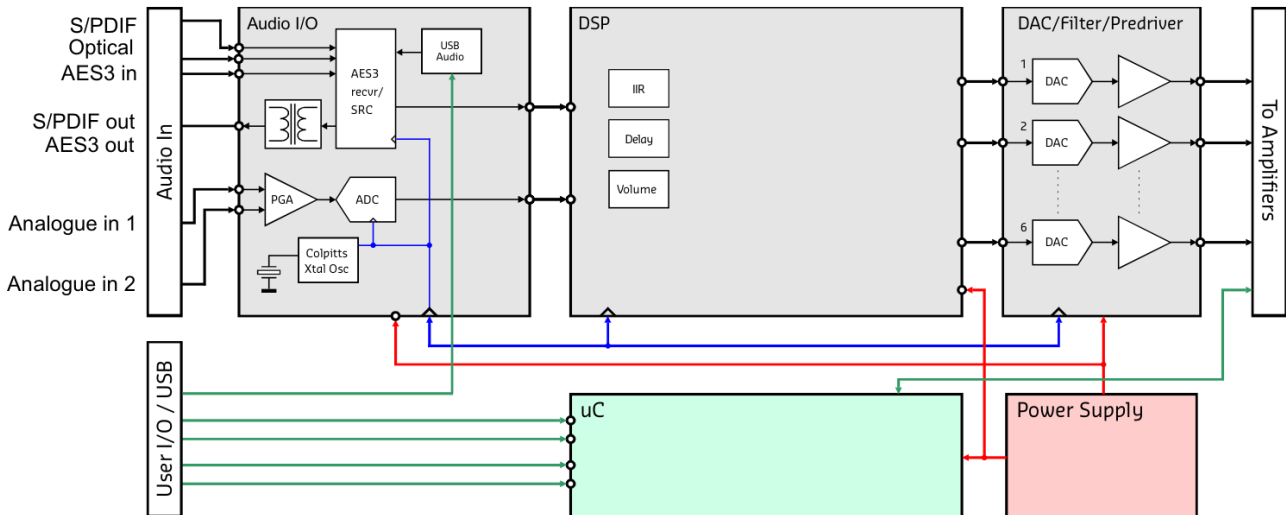 S/PDIF
Optical
AES3 in
S/PDIF out
AES3 out
Analogue in 1
Analogue in 2
Audio In
Audio I/O
AES3
recvr/
SRC
USB
Audio
PGA
ADC
Colpitts
Xtal Osc
DSP
IIR
Delay
Volume
DAC/Filter/Predriver
1
DAC
2
DAC
6
DAC
To Amplifiers
User I/O / USB
uC
Power Supply